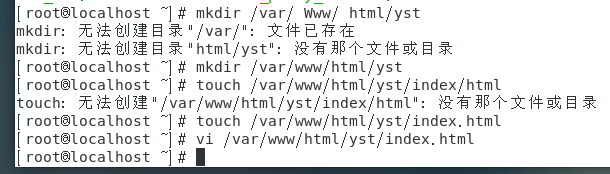 [root@localhost ~]# mkdir /var/ Www/ html/yst
mkdir: 无法创建目录"/var/": 文件已存在
mkdir: 无法创建目录"html/yst": 没有那个文件或目录
[root@localhost ~]# mkdir /var/www/html/yst
[root@localhost ~]# touch /var/www/html/yst/index/html
touch: 无法创建"/var/www/html/yst/index/html": 没有那个文件或目录
[root@localhost ~]# touch /var/www/html/yst/index.html
[root@localhost ~]# vi /var/www/html/yst/index.html
[root@localhost ~]#